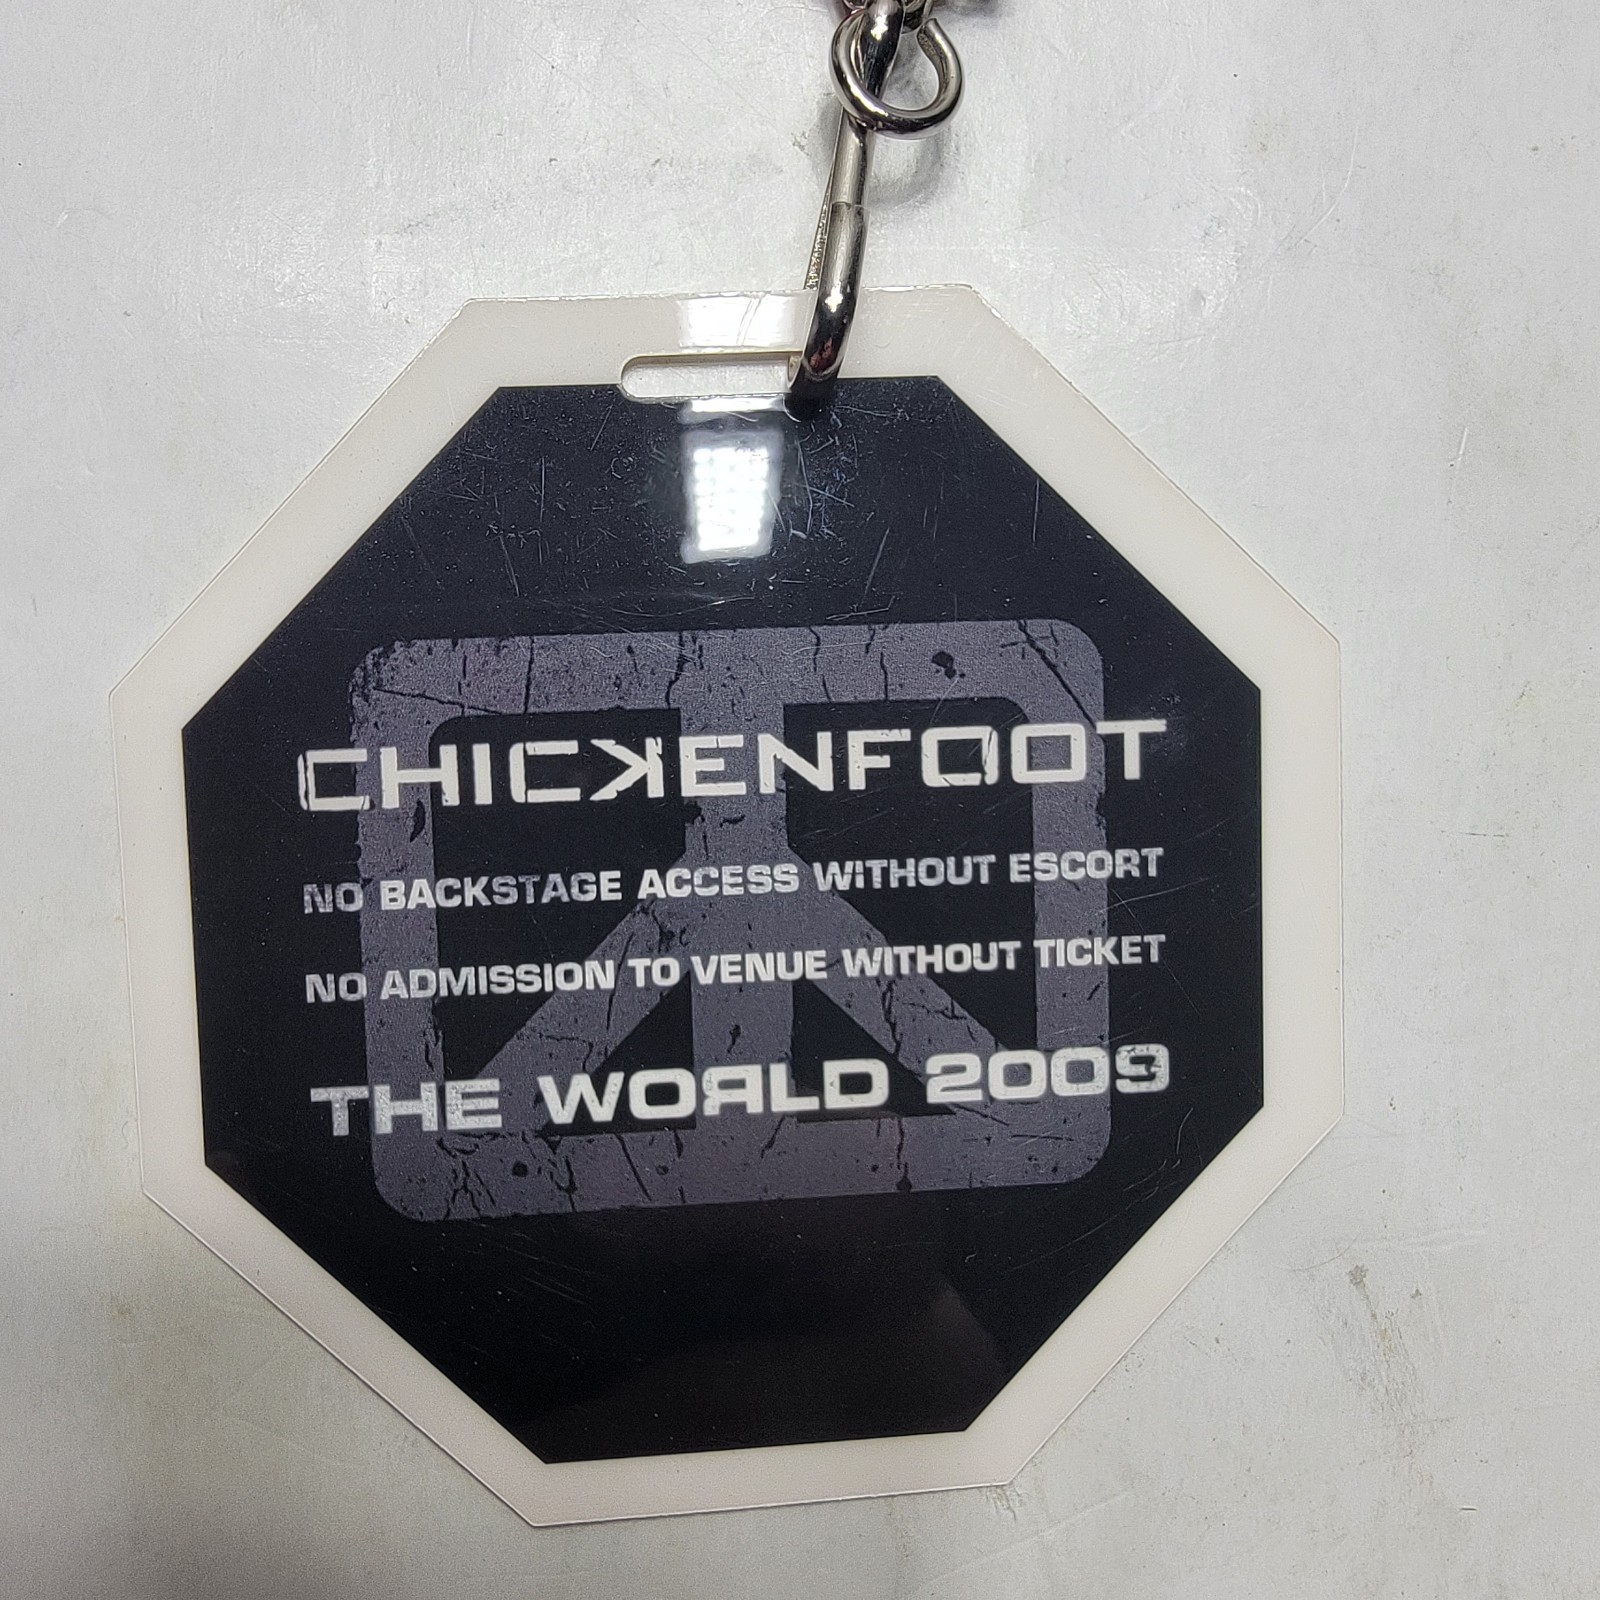 CHICKENFOOT
NO BACKSTAGE ACCESS WITHOUT ESCORT
NO ADMISSION TO VENUE WITHOUT TICKET
THE WORLD 2009